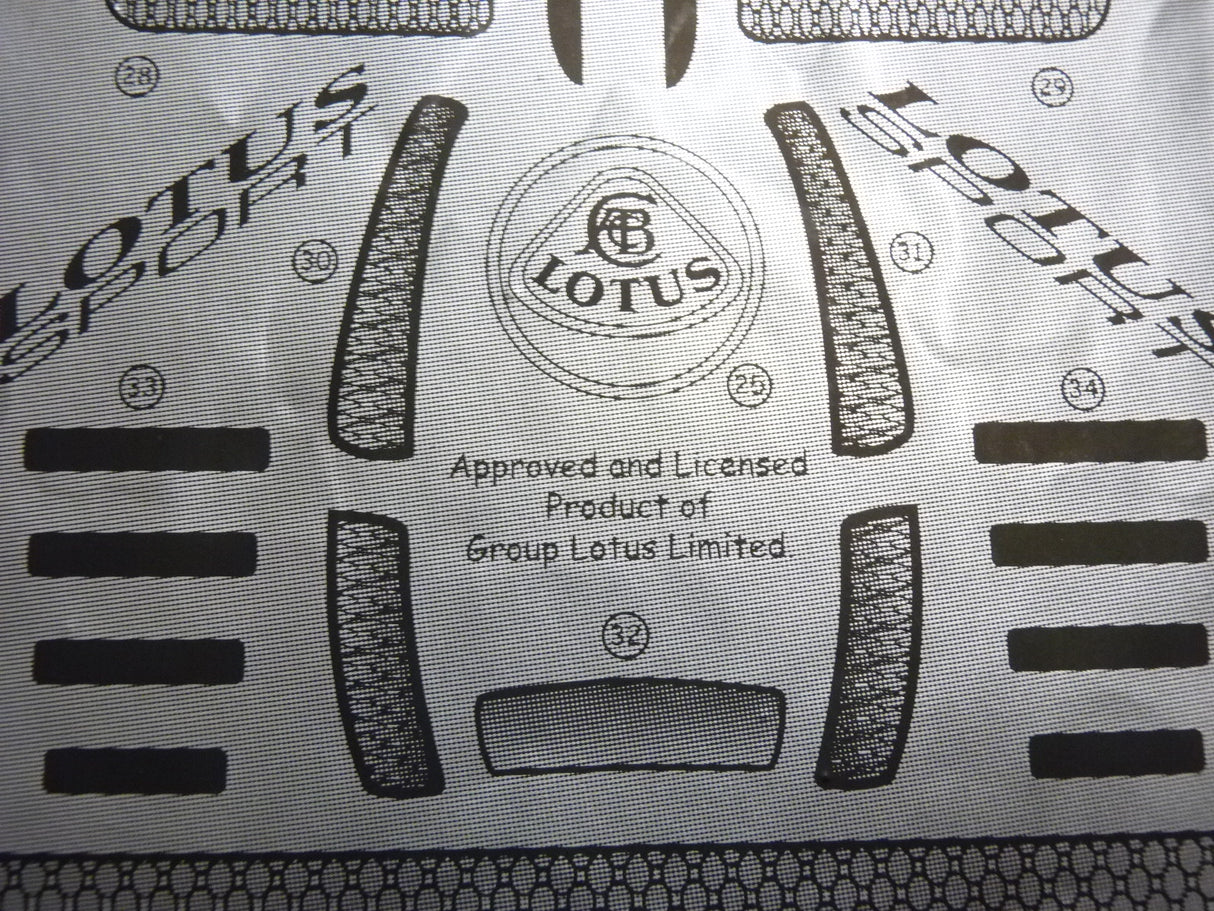 28
29
LOTUS
SPORT
LOTUS
SPORT
30
31
ACBC
LOTUS
33
25
34
Approved and Licensed
Product of
Group Lotus Limited
32